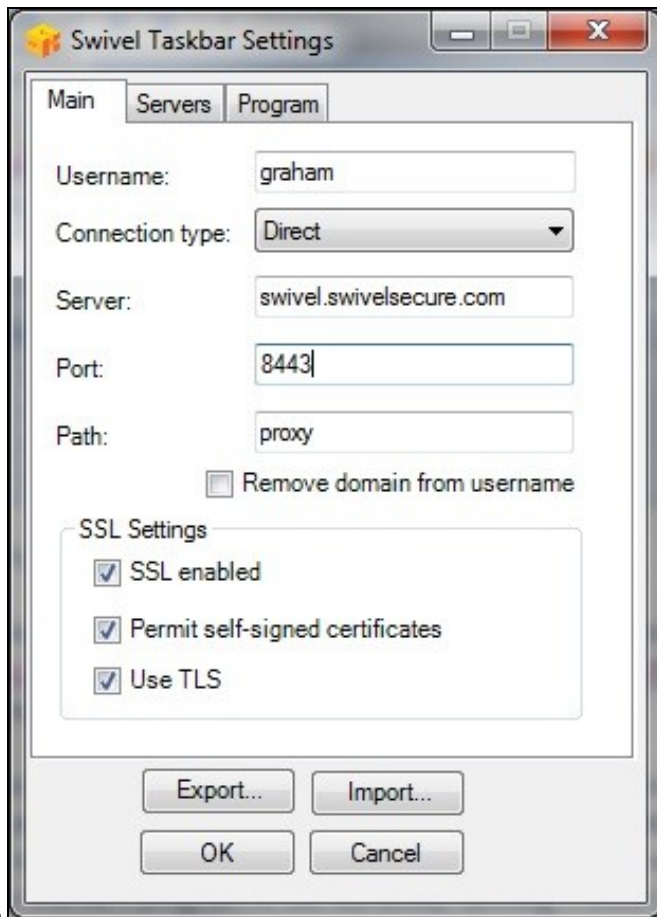 Swivel Taskbar Settings
Main Servers Program
Username: graham
Connection type: Direct
Server: swivel.swivelsecure.com
Port: 8443
Path: proxy
Remove domain from username
SSL Settings
SSL enabled
Permit self-signed certificates
Use TLS
Export... Import...
OK Cancel